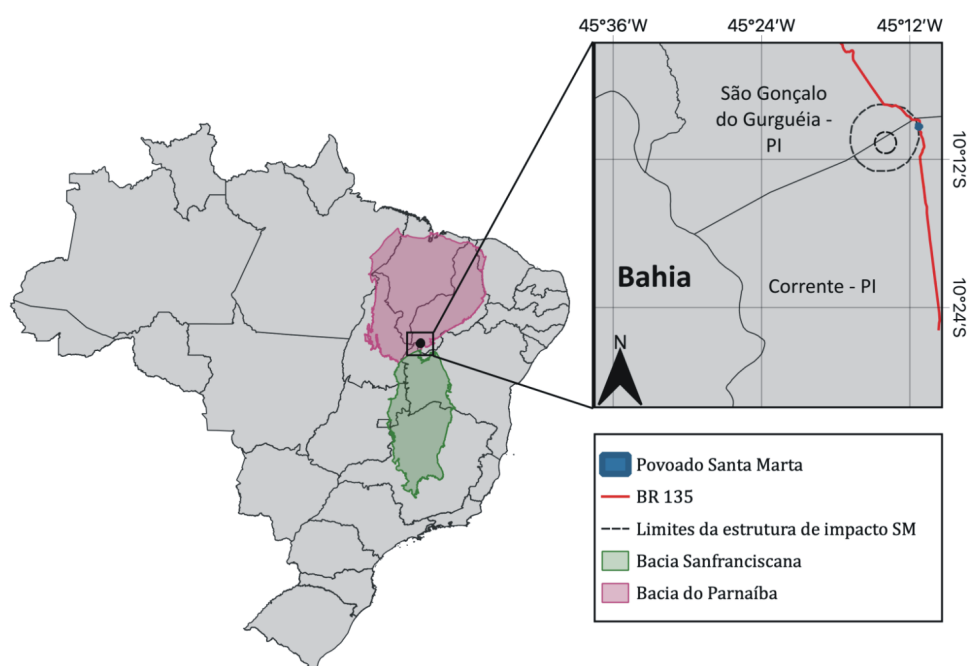 45°36′W 45°24′W 45°12′W
São Gonçalo
do Gurguéia -
PI
10°12′S
Bahia
Corrente - PI
10°24′S
N
Povoado Santa Marta
BR 135
Limites da estrutura de impacto SM
Bacia Sanfranciscana
Bacia do Parnaíba